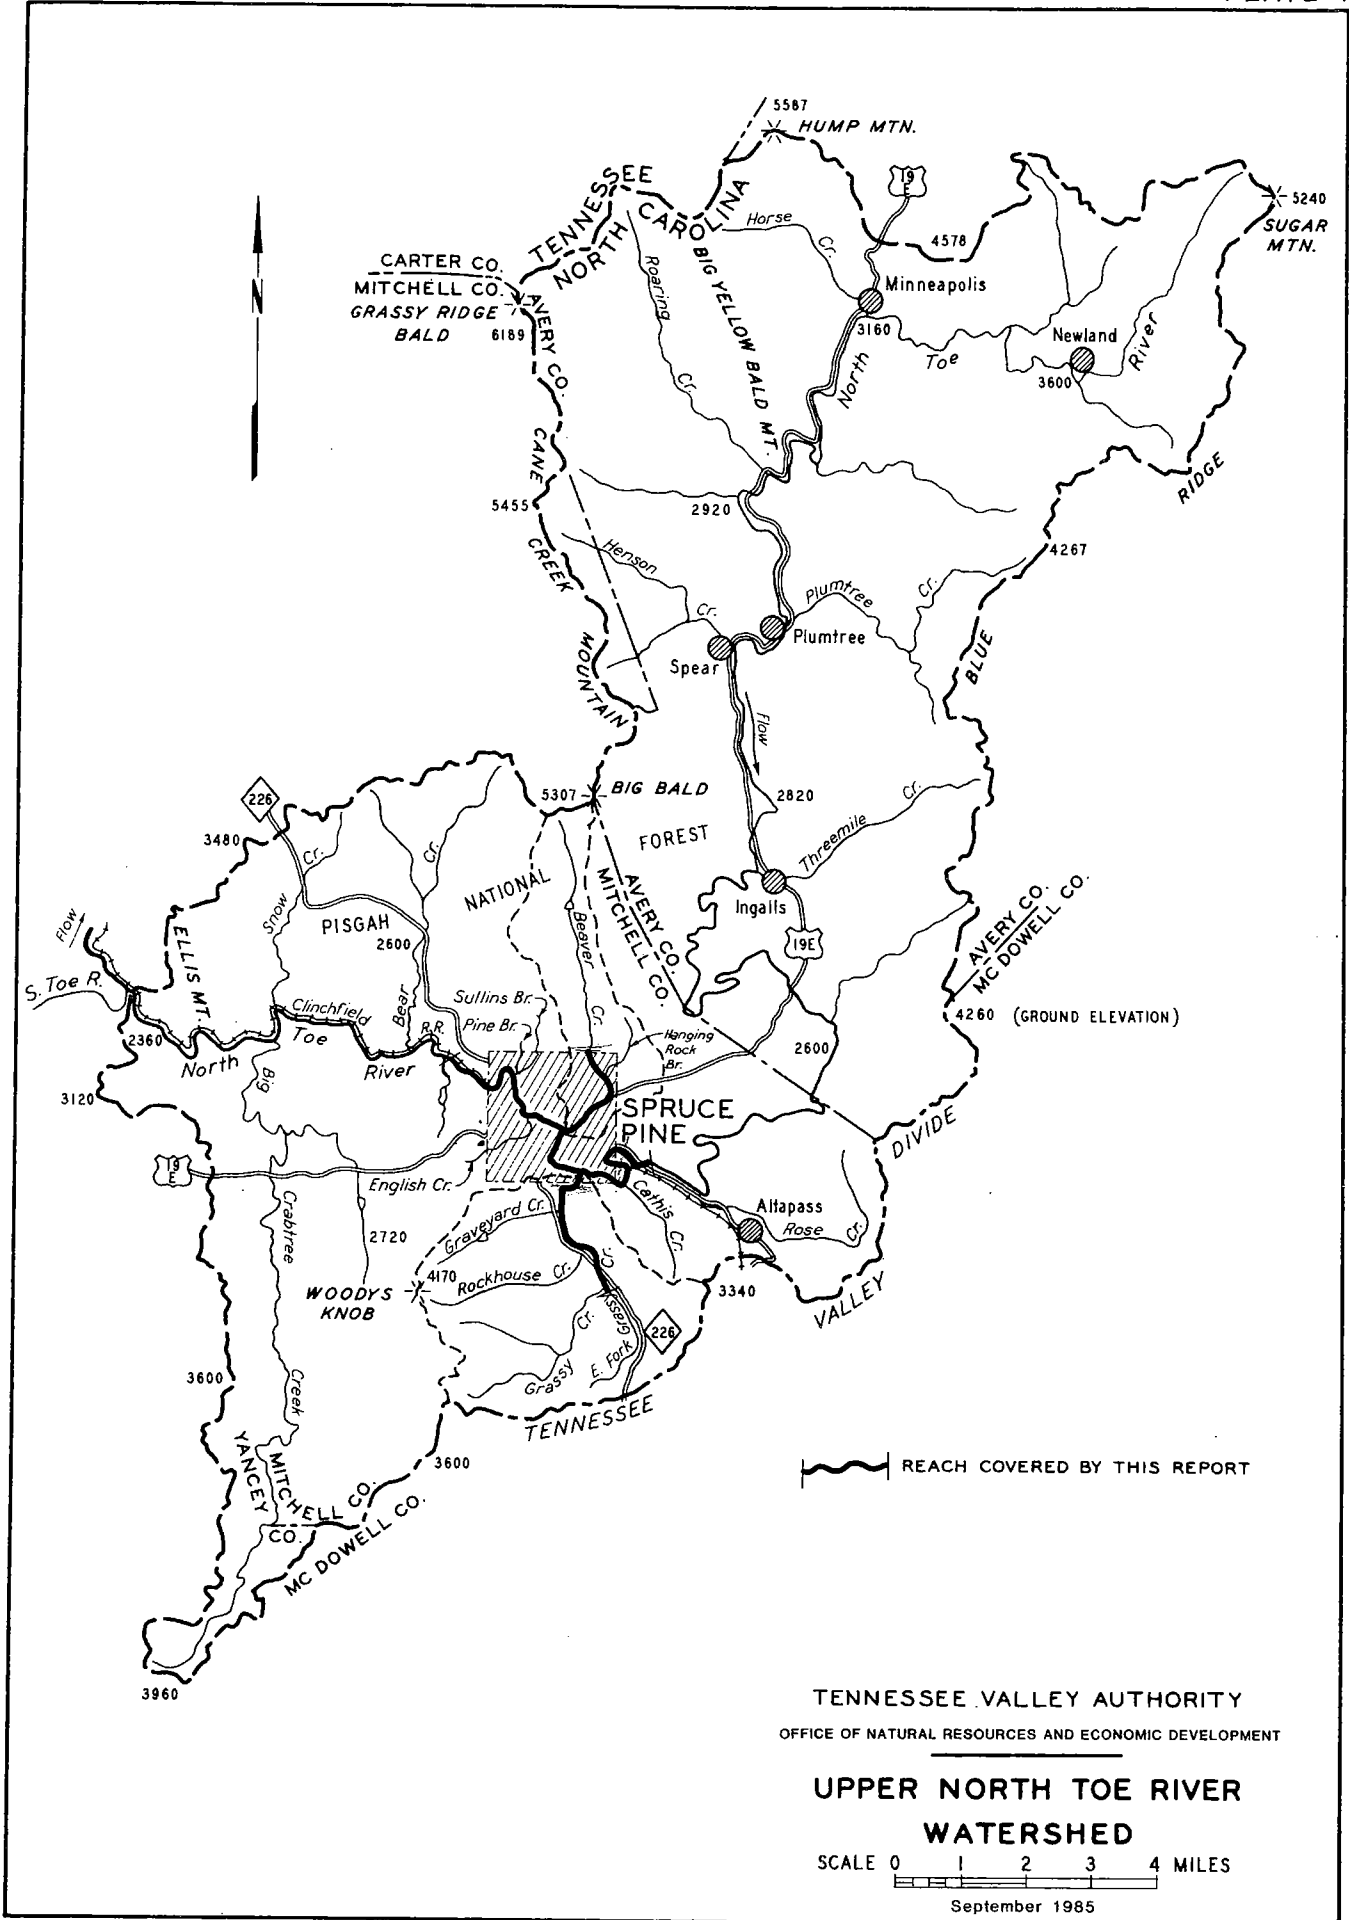 5587
HUMP MTN.
19
E
TENNESSEE
NORTH CAROLINA
5240
SUGAR
MTN.
Horse
Cr.
4578
CARTER CO.
MITCHELL CO.
GRASSY RIDGE
BALD
6189
AVERY CO.
N
Roaring
Cr.
BIG YELLOW BALD MT.
Minneapolis
3160
North
Toe
River
Newland
3600
CANE
CREEK
MOUNTAIN
5455
2920
RIDGE
4267
Henson
Cr.
Plumtree
Cr.
Plumtree
Spear
BLUE
Flow
2820
5307
BIG BALD
226
3480
FOREST
Threemile
Cr.
Cr.
Cr.
Snow
NATIONAL
PISGAH
2600
AVERY CO.
MITCHELL CO.
Ingalls
19E
Beaver
Cr.
AVERY CO.
MC DOWELL CO.
Flow
ELLIS MT.
S. Toe R.
Clinchfield
R.R.
Bear
Sullins Br.
Pine Br.
4260 (GROUND ELEVATION)
2360
North
Toe
River
Hanging
Rock
Br.
2600
Big
3120
SPRUCE
PINE
DIVIDE
19
E
English Cr.
Crabtree
Creek
2720
Graveyard Cr.
Cathis
Cr.
Altapass
Rose
Cr.
4170
WOODYS
KNOB
Rockhouse Cr.
Cr.
Grassy
3340
VALLEY
226
Grassy
Cr.
E. Fork
3600
TENNESSEE
3600
YANCEY
CO.
MITCHELL CO.
MC DOWELL CO.
REACH COVERED BY THIS REPORT
3960
TENNESSEE VALLEY AUTHORITY
OFFICE OF NATURAL RESOURCES AND ECONOMIC DEVELOPMENT
UPPER NORTH TOE RIVER
WATERSHED
SCALE 0 1 2 3 4 MILES
September 1985